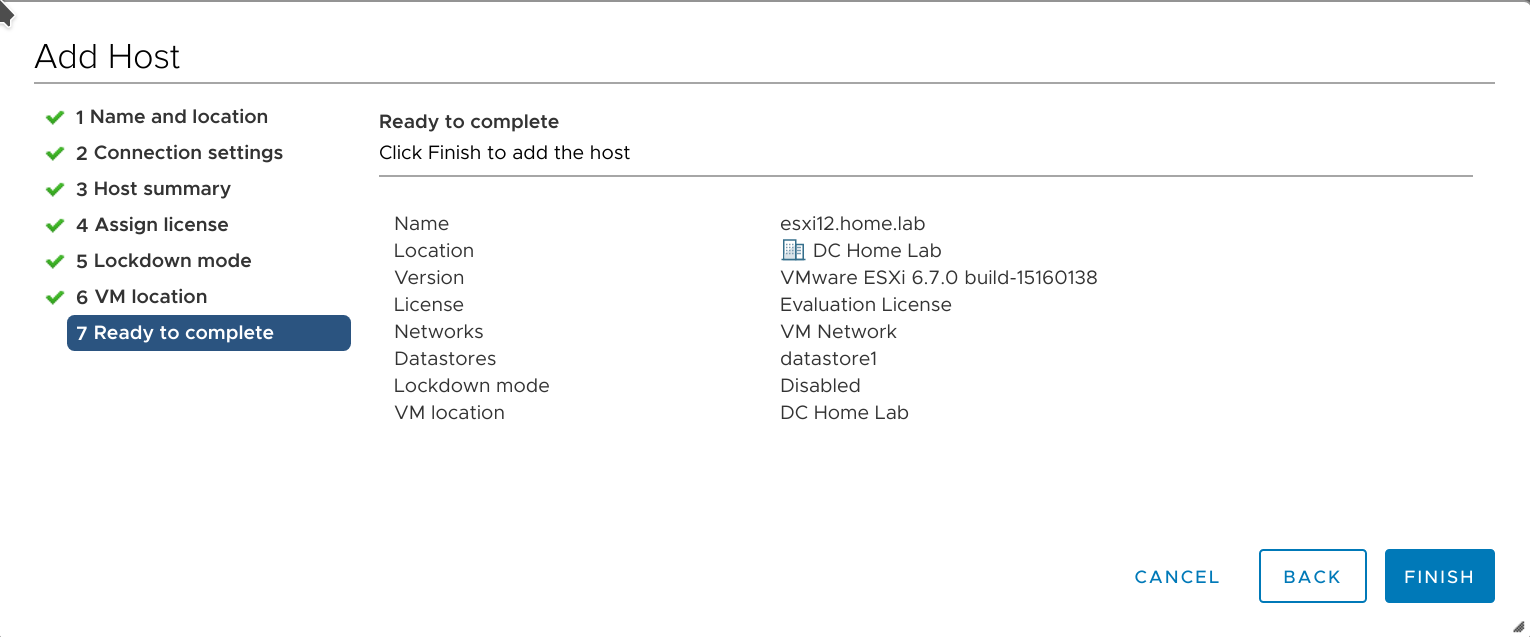 Add Host
1 Name and location
2 Connection settings
3 Host summary
4 Assign license
5 Lockdown mode
6 VM location
7 Ready to complete
Ready to complete
Click Finish to add the host
Name esxi12.home.lab
Location DC Home Lab
Version VMware ESXi 6.7.0 build-15160138
License Evaluation License
Networks VM Network
Datastores datastore1
Lockdown mode Disabled
VM location DC Home Lab
CANCEL BACK FINISH